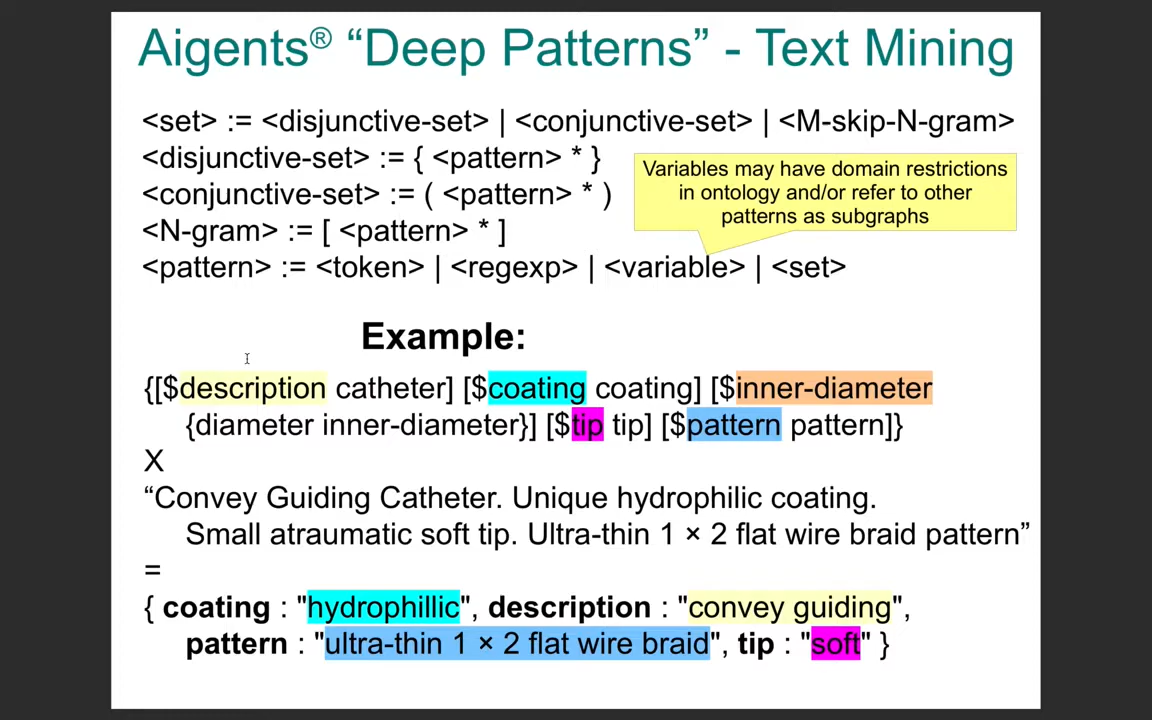 Aigents® “Deep Patterns” - Text Mining
<set> := <disjunctive-set> | <conjunctive-set> | <M-skip-N-gram>
<disjunctive-set> := { <pattern> * }
<conjunctive-set> := ( <pattern> * )
<N-gram> := [ <pattern> * ]
<pattern> := <token> | <regexp> | <variable> | <set>
Variables may have domain restrictions
in ontology and/or refer to other
patterns as subgraphs
Example:
{[$description catheter] [$coating coating] [$inner-diameter
{diameter inner-diameter}] [$tip tip] [$pattern pattern]}
X
“Convey Guiding Catheter. Unique hydrophilic coating.
Small atraumatic soft tip. Ultra-thin 1 × 2 flat wire braid pattern”
=
{ coating : "hydrophillic", description : "convey guiding",
pattern : "ultra-thin 1 × 2 flat wire braid", tip : "soft" }